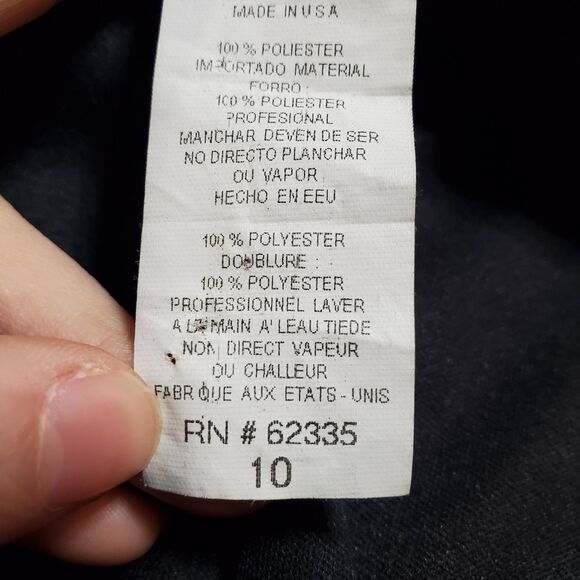 MADE IN U S A
100 % POLIESTER
IMPORTADO MATERIAL
FORRO :
100 % POLIESTER
PROFESIONAL
MANCHAR DEVEN DE SER
NO DIRECTO PLANCHAR
OU VAPOR
HECHO EN EEU
100 % POLYESTER
DOUBLURE :
100 % POLYESTER
PROFESSIONNEL LAVER
A LA MAIN A' LEAU TIEDE
NON DIRECT VAPEUR
OU CHALLEUR
FABRIQUE AUX ETATS - UNIS
RN # 62335
10